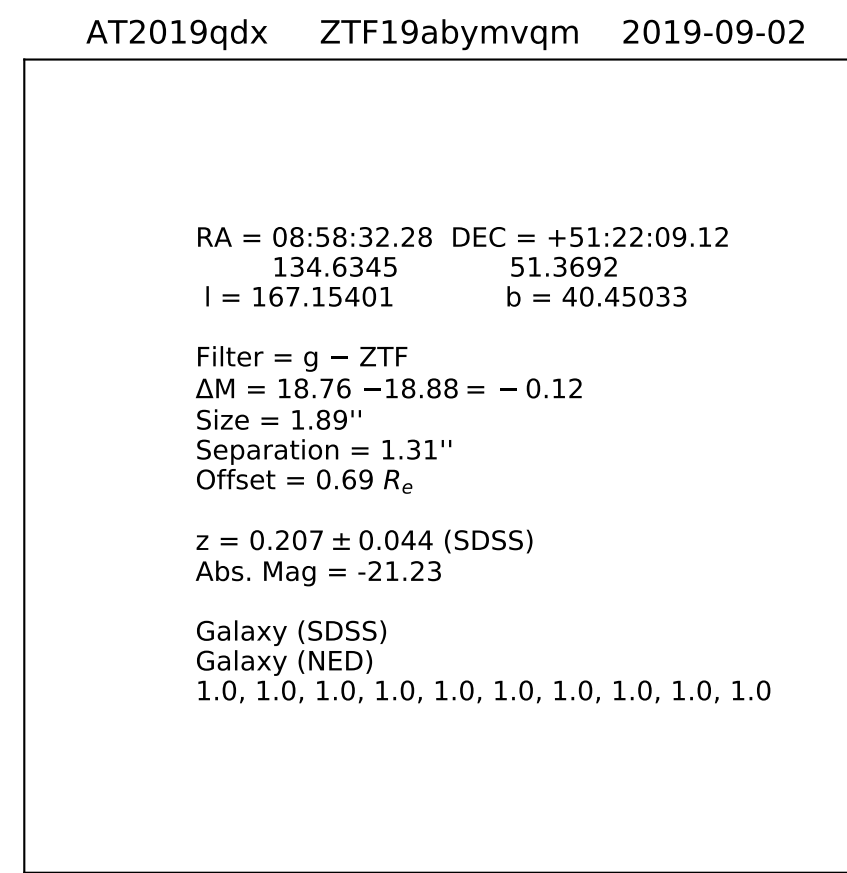 AT2019qdx ZTF19abymvqm 2019-09-02
RA = 08:58:32.28 DEC = +51:22:09.12
134.6345 51.3692
l = 167.15401 b = 40.45033
Filter = g − ZTF
ΔM = 18.76 −18.88 = − 0.12
Size = 1.89''
Separation = 1.31''
Offset = 0.69 Rₑ
z = 0.207 ± 0.044 (SDSS)
Abs. Mag = -21.23
Galaxy (SDSS)
Galaxy (NED)
1.0, 1.0, 1.0, 1.0, 1.0, 1.0, 1.0, 1.0, 1.0, 1.0